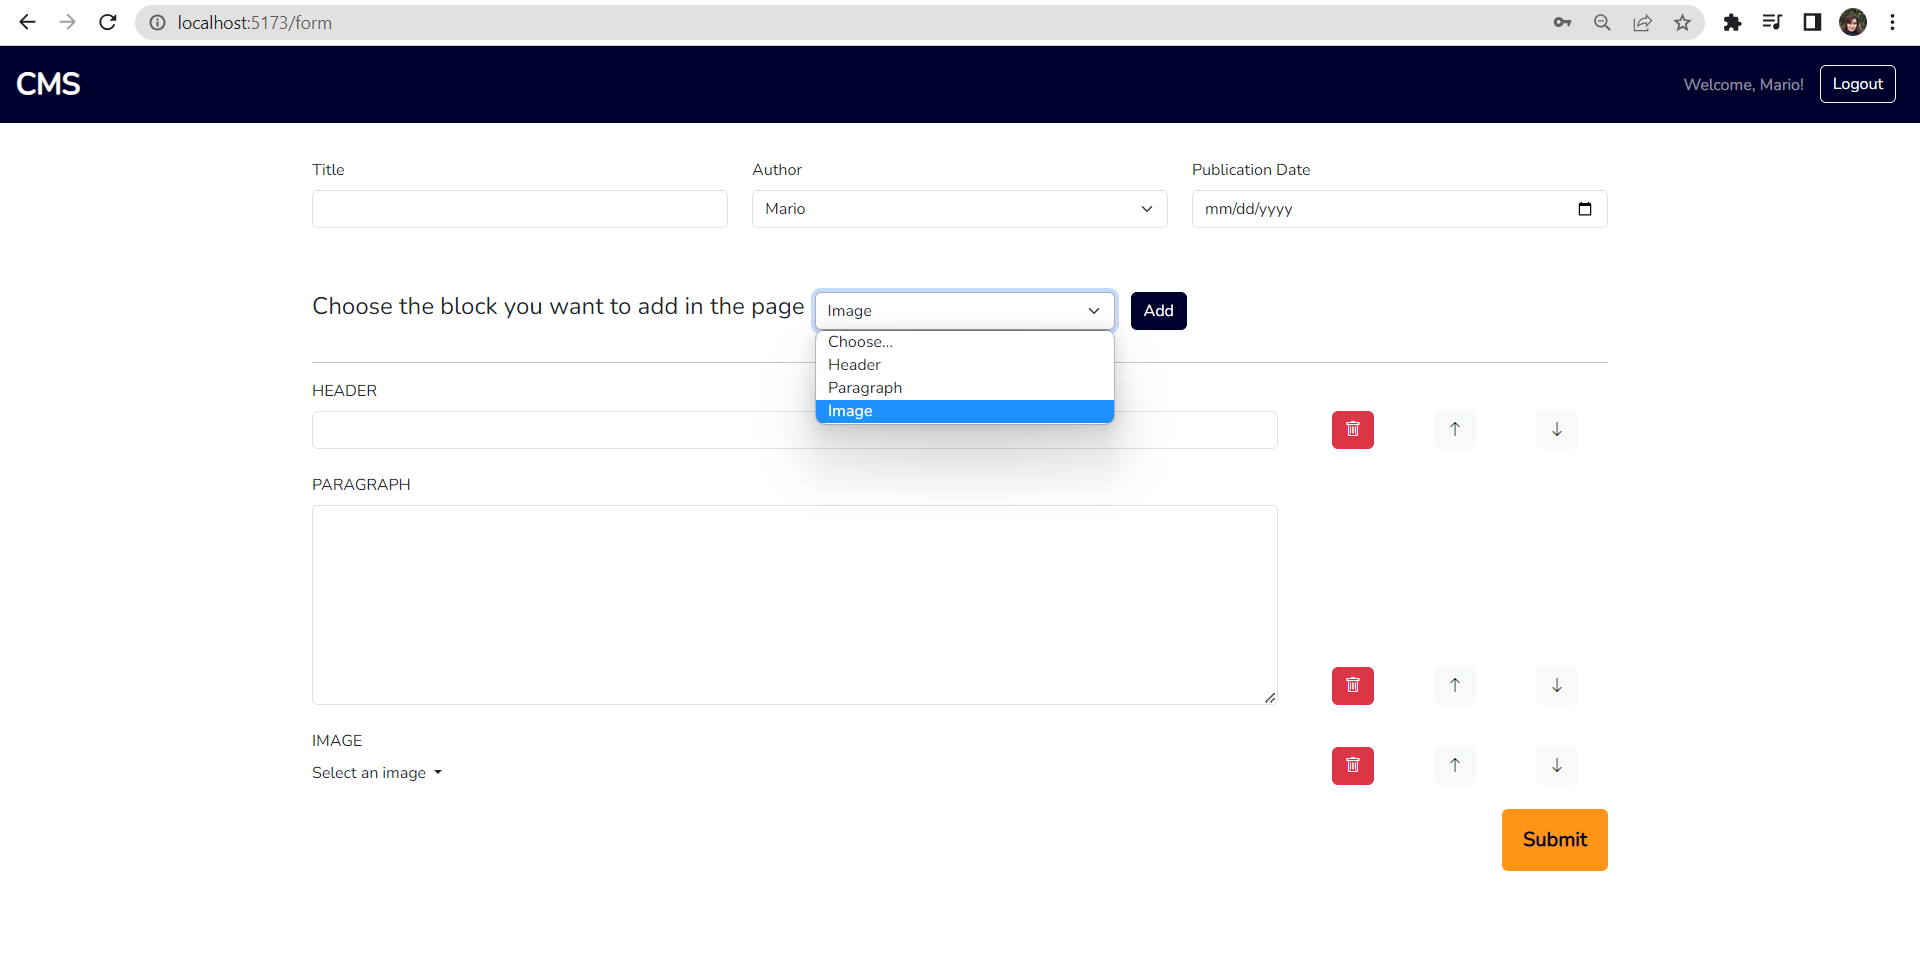 localhost:5173/form
CMS
Welcome, Mario!
Logout
Title
Author
Publication Date
Mario
mm/dd/yyyy
Choose the block you want to add in the page
Image
Add
Choose...
Header
Paragraph
Image
HEADER
PARAGRAPH
IMAGE
Select an image
Submit